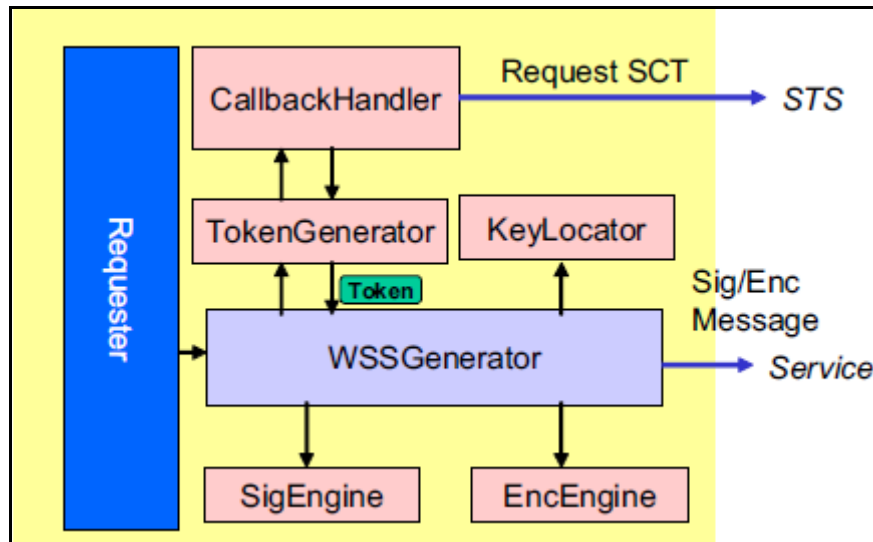 Request SCT
CallbackHandler
STS
Requester
TokenGenerator
KeyLocator
Token
Sig/Enc
Message
WSSGenerator
Service
SigEngine
EncEngine